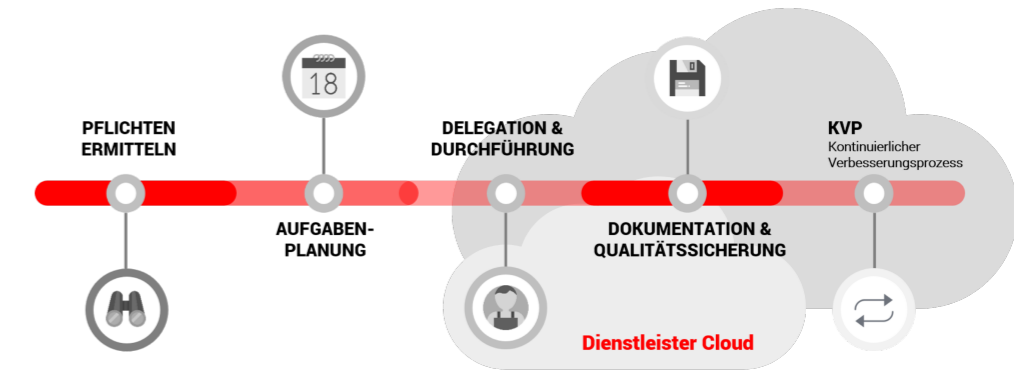 PFLICHTEN
ERMITTELN
18
AUFGABEN-
PLANUNG
DELEGATION &
DURCHFÜHRUNG
DOKUMENTATION &
QUALITÄTSSICHERUNG
KVP
Kontinuierlicher
Verbesserungsprozess
Dienstleister Cloud